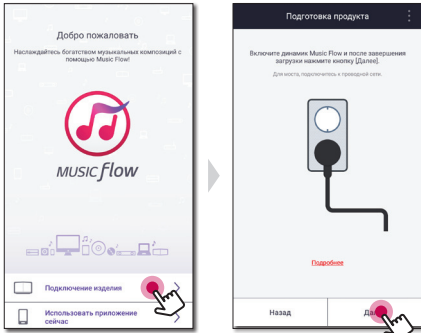 Добро пожаловать
Наслаждайтесь богатством музыкальных композиций с
помощью Music Flow!
MUSIC flow
Подключение изделия
Использовать приложение
сейчас
Подготовка продукта
Включите динамик Music Flow и после завершения
загрузки нажмите кнопку [Далее].
Для моста, подключитесь к проводной сети.
Подробнее
Назад